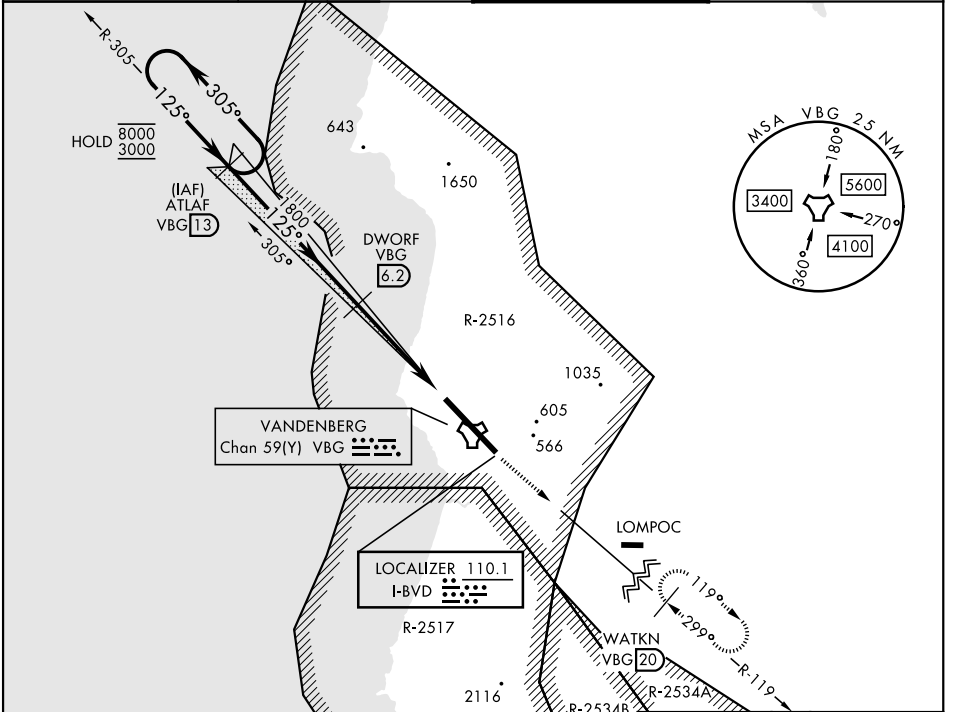 R-305
305°
125°
HOLD 8000
3000
(IAF)
ATLAF
VBG 13
1800
125°
305°
643
1650
DWORF
VBG
6.2
MSA VBG 25 NM
180°
3400
5600
270°
4100
360°
R-2516
1035
605
566
VANDENBERG
Chan 59(Y) VBG
LOMPOC
LOCALIZER 110.1
I-BVD
119°
299°
R-2517
WATKN
VBG 20
R-119
2116
R-2534B
R-2534A